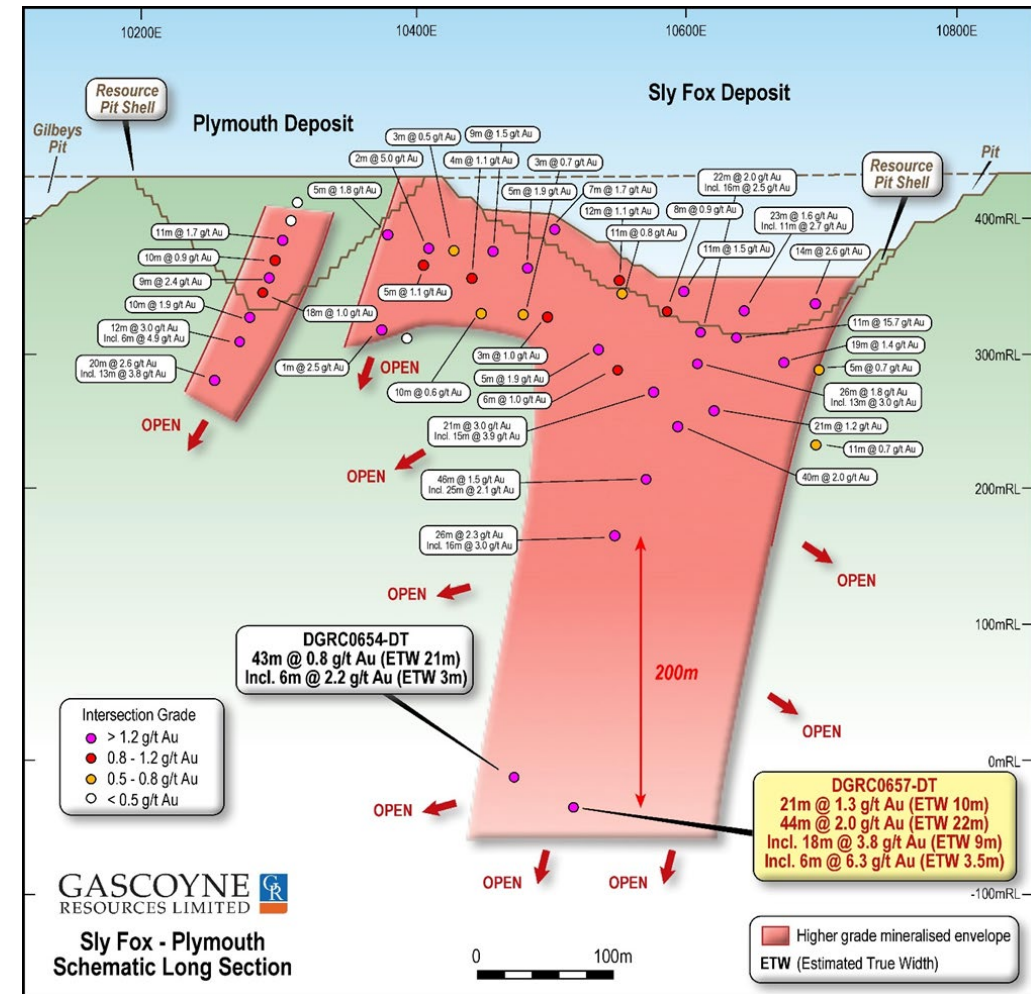 10200E
10400E
10600E
10800E
Resource
Pit Shell
Gilbeys
Pit
Plymouth Deposit
Sly Fox Deposit
Resource
Pit Shell
Pit
3m @ 0.5 g/t Au
9m @ 1.5 g/t Au
2m @ 5.0 g/t Au
4m @ 1.1 g/t Au
3m @ 0.7 g/t Au
5m @ 1.8 g/t Au
5m @ 1.9 g/t Au
7m @ 1.7 g/t Au
12m @ 1.1 g/t Au
11m @ 0.8 g/t Au
22m @ 2.0 g/t Au
Incl. 16m @ 2.5 g/t Au
8m @ 0.9 g/t Au
23m @ 1.6 g/t Au
Incl. 11m @ 2.7 g/t Au
11m @ 1.5 g/t Au
14m @ 2.6 g/t Au
400mRL
11m @ 1.7 g/t Au
10m @ 0.9 g/t Au
9m @ 2.4 g/t Au
10m @ 1.9 g/t Au
12m @ 3.0 g/t Au
Incl. 6m @ 4.9 g/t Au
20m @ 2.6 g/t Au
Incl. 13m @ 3.8 g/t Au
18m @ 1.0 g/t Au
5m @ 1.1 g/t Au
1m @ 2.5 g/t Au
OPEN
10m @ 0.6 g/t Au
3m @ 1.0 g/t Au
5m @ 1.9 g/t Au
6m @ 1.0 g/t Au
11m @ 15.7 g/t Au
19m @ 1.4 g/t Au
300mRL
5m @ 0.7 g/t Au
26m @ 1.8 g/t Au
Incl. 13m @ 3.0 g/t Au
21m @ 1.2 g/t Au
11m @ 0.7 g/t Au
40m @ 2.0 g/t Au
OPEN
21m @ 3.0 g/t Au
Incl. 15m @ 3.9 g/t Au
OPEN
46m @ 1.5 g/t Au
Incl. 25m @ 2.1 g/t Au
200mRL
26m @ 2.3 g/t Au
Incl. 16m @ 3.0 g/t Au
OPEN
OPEN
100mRL
DGRC0654-DT
43m @ 0.8 g/t Au (ETW 21m)
Incl. 6m @ 2.2 g/t Au (ETW 3m)
200m
OPEN
0mRL
Intersection Grade
> 1.2 g/t Au
0.8 - 1.2 g/t Au
0.5 - 0.8 g/t Au
< 0.5 g/t Au
OPEN
DGRC0657-DT
21m @ 1.3 g/t Au (ETW 10m)
44m @ 2.0 g/t Au (ETW 22m)
Incl. 18m @ 3.8 g/t Au (ETW 9m)
Incl. 6m @ 6.3 g/t Au (ETW 3.5m)
OPEN
OPEN
-100mRL
GASCOYNE
RESOURCES LIMITED
GR
Sly Fox - Plymouth
Schematic Long Section
0
100m
Higher grade mineralised envelope
ETW (Estimated True Width)